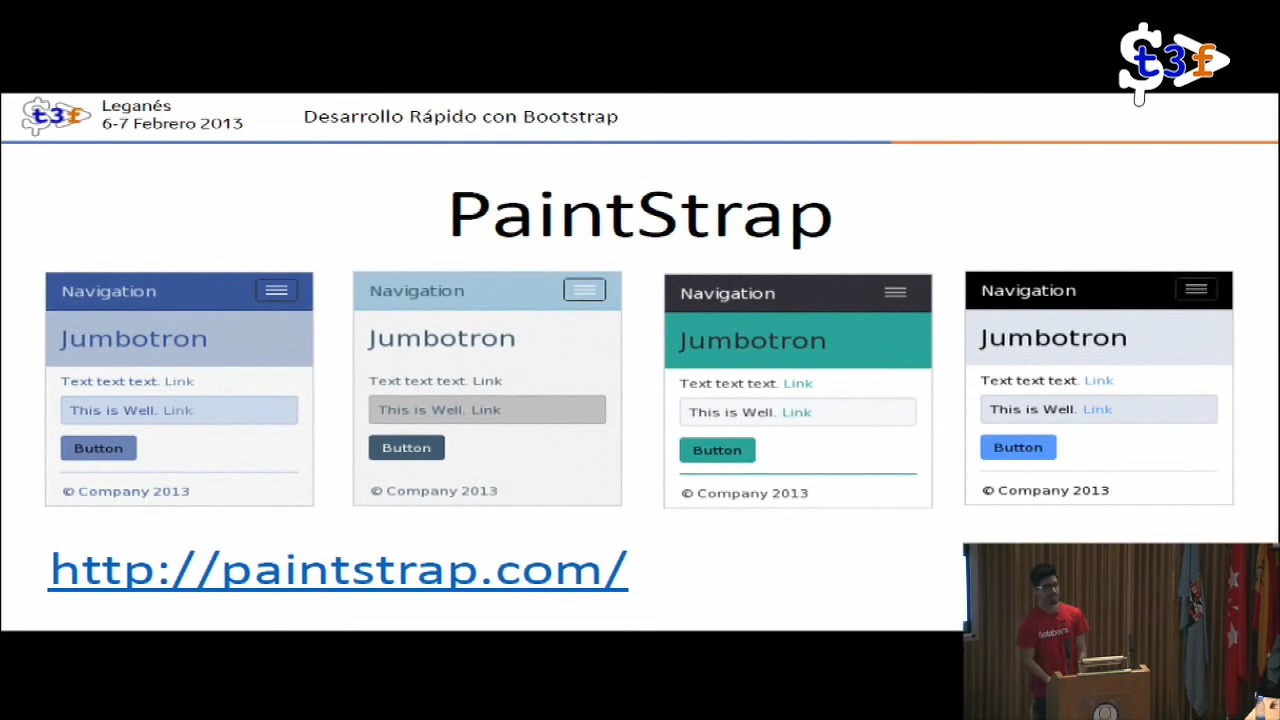 $t3f
$t3f
Leganés
6-7 Febrero 2013
Desarrollo Rápido con Bootstrap
PaintStrap
Navigation
Jumbotron
Text text text. Link
This is Well. Link
Button
© Company 2013
Navigation
Jumbotron
Text text text. Link
This is Well. Link
Button
© Company 2013
Navigation
Jumbotron
Text text text. Link
This is Well. Link
Button
© Company 2013
Navigation
Jumbotron
Text text text. Link
This is Well. Link
Button
© Company 2013
http://paintstrap.com/